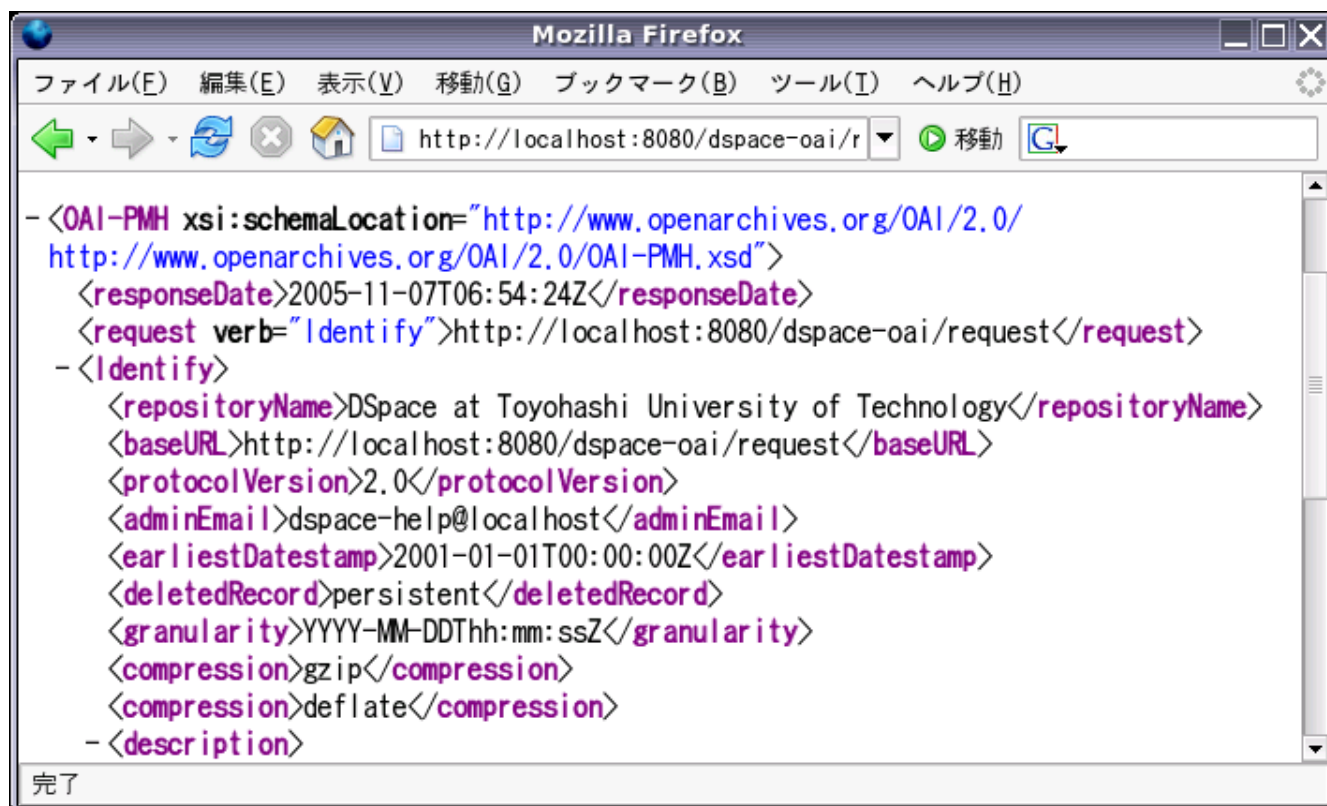 Mozilla Firefox
ファイル(F) 編集(E) 表示(V) 移動(G) ブックマーク(B) ツール(T) ヘルプ(H)
http://localhost:8080/dspace-oai/r 移動 G
- <OAI-PMH xsi:schemaLocation="http://www.openarchives.org/OAI/2.0/
http://www.openarchives.org/OAI/2.0/OAI-PMH.xsd">
<responseDate>2005-11-07T06:54:24Z</responseDate>
<request verb="Identify">http://localhost:8080/dspace-oai/request</request>
- <Identify>
<repositoryName>DSpace at Toyohashi University of Technology</repositoryName>
<baseURL>http://localhost:8080/dspace-oai/request</baseURL>
<protocolVersion>2.0</protocolVersion>
<adminEmail>dspace-help@localhost</adminEmail>
<earliestDatestamp>2001-01-01T00:00:00Z</earliestDatestamp>
<deletedRecord>persistent</deletedRecord>
<granularity>YYYY-MM-DDThh:mm:ssZ</granularity>
<compression>gzip</compression>
<compression>deflate</compression>
- <description>
完了